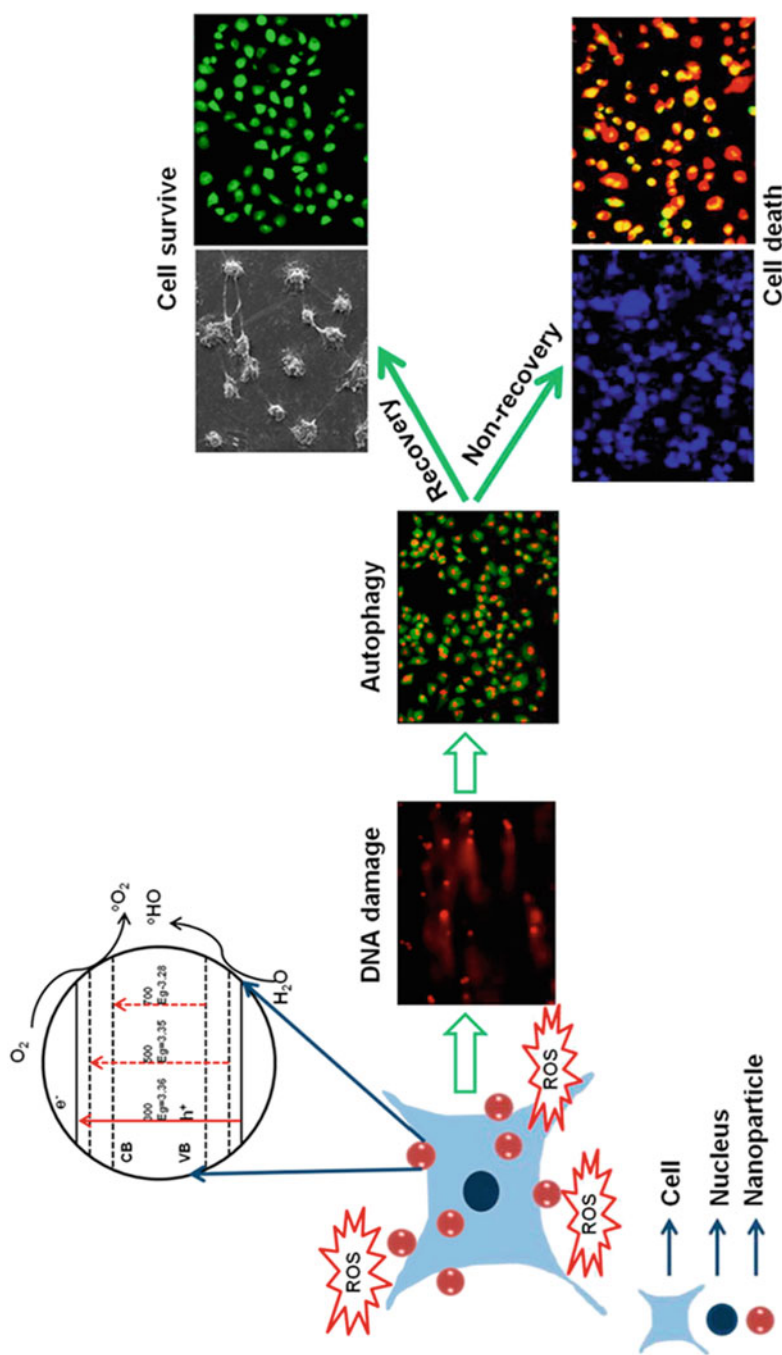 O₂
°O₂
°HO
H₂O
e⁻
CB
VB
h⁺
300
Eg=3.36
500
Eg=3.35
700
Eg-3.28
ROS
ROS
ROS
DNA damage
Autophagy
Recovery
Non-recovery
Cell survive
Cell death
Cell
Nucleus
Nanoparticle